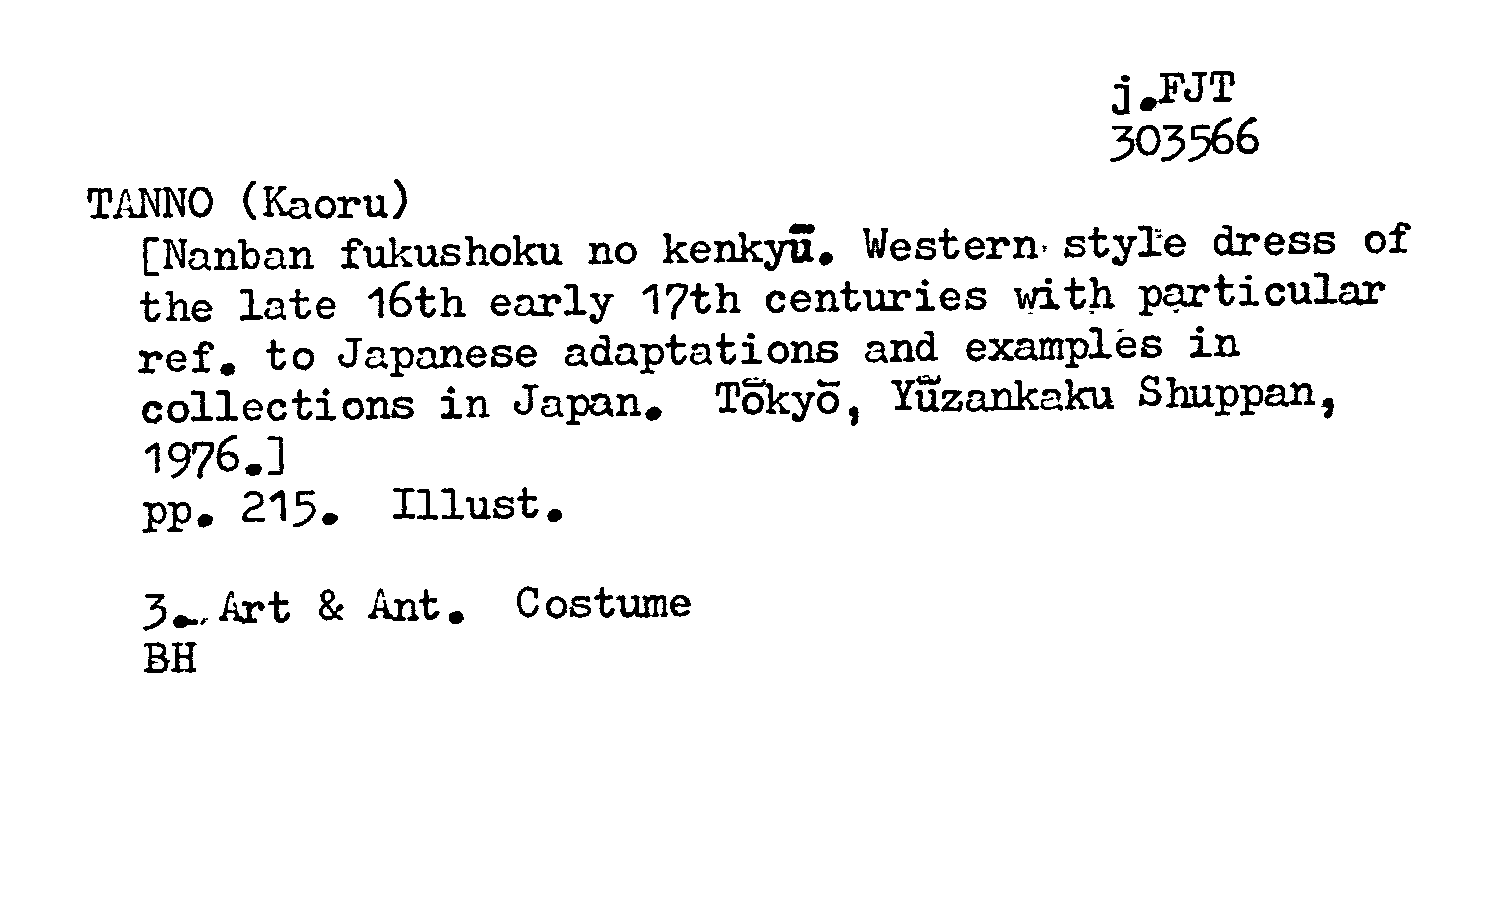 j.FJT
303566
TANNO (Kaoru)
[Nanban fukushoku no kenkyū. Western style dress of
the late 16th early 17th centuries with particular
ref. to Japanese adaptations and examples in
collections in Japan. Tōkyō, Yūzankaku Shuppan,
1976.]
pp. 215. Illust.
3. Art & Ant. Costume
BH